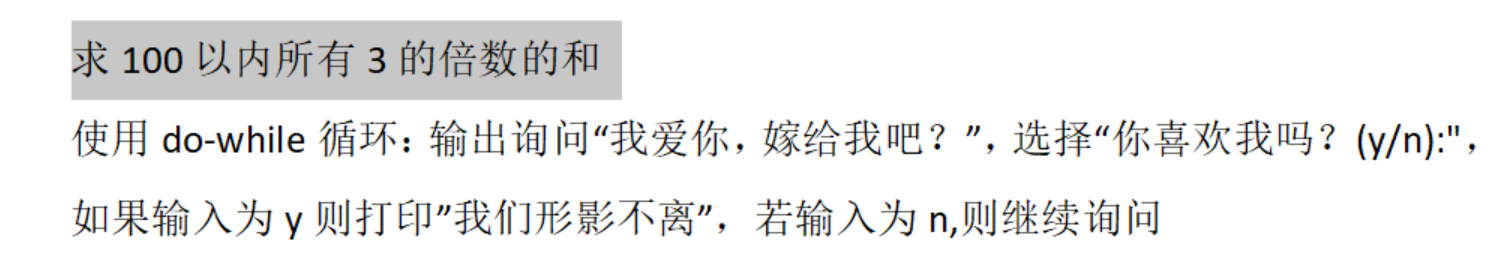 求 100 以内所有 3 的倍数的和
使用 do-while 循环：输出询问“我爱你，嫁给我吧？”，选择“你喜欢我吗？(y/n):"，
如果输入为 y 则打印”我们形影不离”，若输入为 n,则继续询问